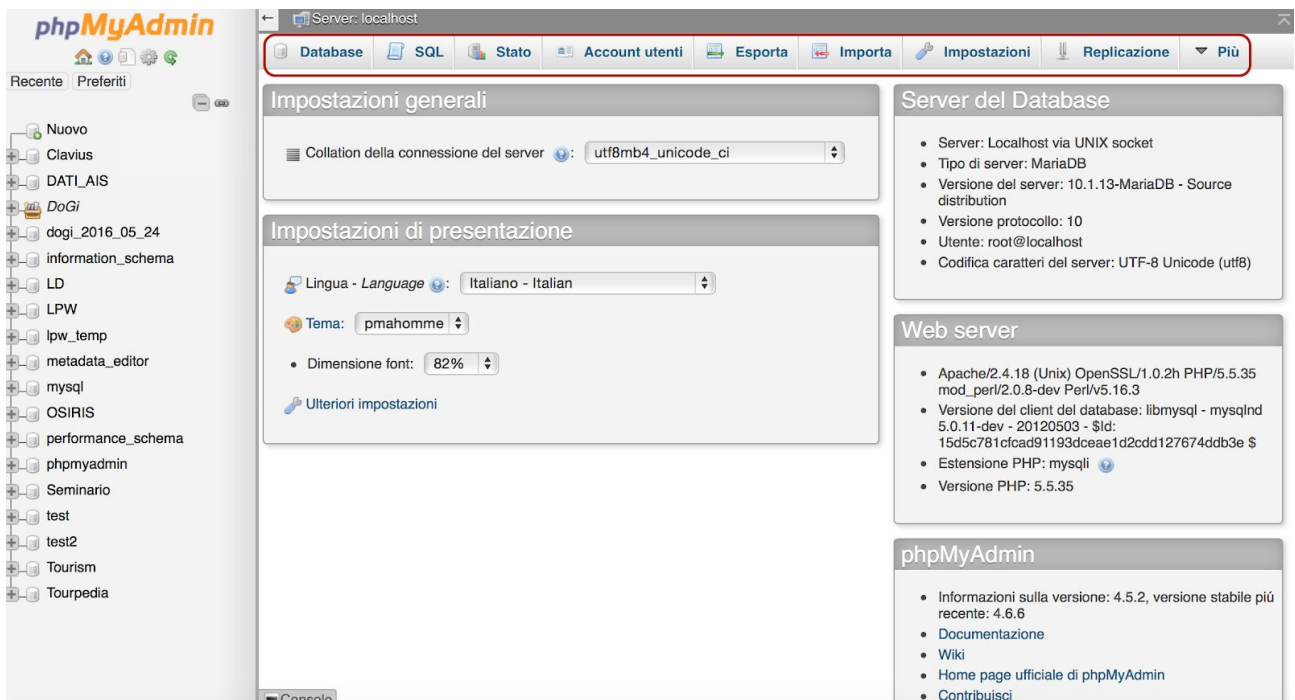 phpMyAdmin
Recente Preferiti
Nuovo
Clavius
DATI_AIS
DoGi
dogi_2016_05_24
information_schema
LD
LPW
lpw_temp
metadata_editor
mysql
OSIRIS
performance_schema
phpmyadmin
Seminario
test
test2
Tourism
Tourpedia
Server: localhost
Database SQL Stato Account utenti Esporta Importa Impostazioni Replicazione Più
Impostazioni generali
Collation della connessione del server : utf8mb4_unicode_ci
Impostazioni di presentazione
Lingua - Language : Italiano - Italian
Tema: pmahomme
Dimensione font: 82%
Ulteriori impostazioni
Console
Server del Database
Server: Localhost via UNIX socket
Tipo di server: MariaDB
Versione del server: 10.1.13-MariaDB - Source
distribution
Versione protocollo: 10
Utente: root@localhost
Codifica caratteri del server: UTF-8 Unicode (utf8)
Web server
Apache/2.4.18 (Unix) OpenSSL/1.0.2h PHP/5.5.35
mod_perl/2.0.8-dev Perl/v5.16.3
Versione del client del database: libmysql - mysqlnd
5.0.11-dev - 20120503 - $Id:
15d5c781cfcad91193dceae1d2cdd127674ddb3e $
Estensione PHP: mysqli
Versione PHP: 5.5.35
phpMyAdmin
Informazioni sulla versione: 4.5.2, versione stabile piú
recente: 4.6.6
Documentazione
Wiki
Home page ufficiale di phpMyAdmin
Contribuisci